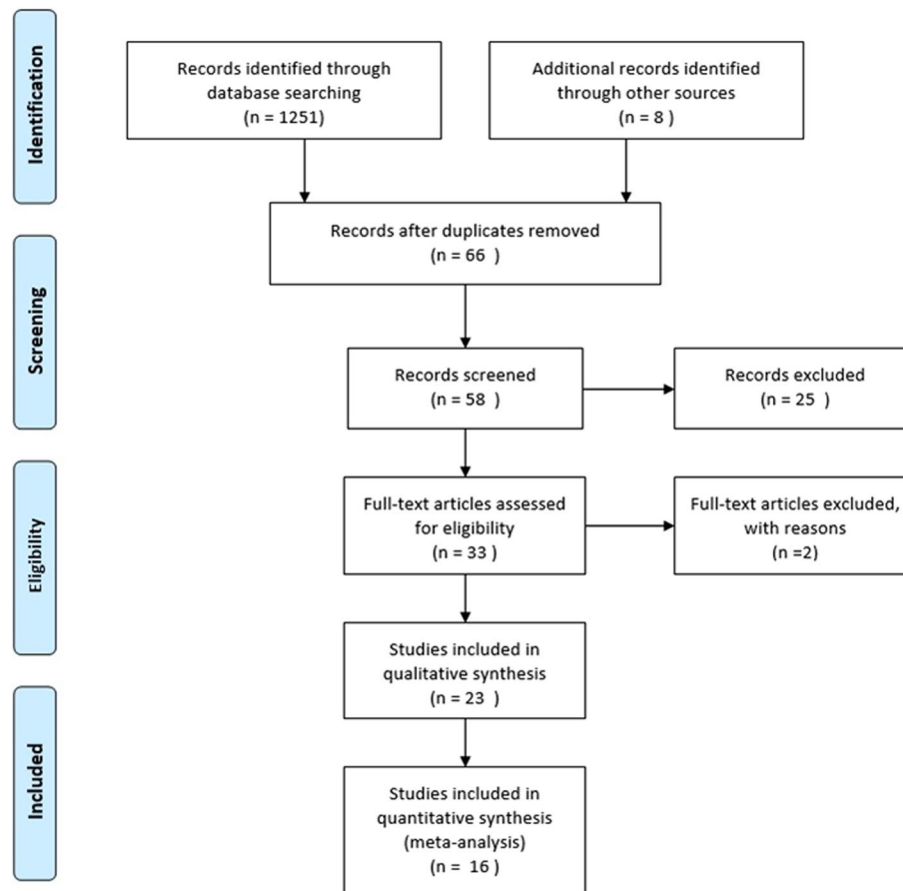 Identification
Records identified through
database searching
(n = 1251)
Additional records identified
through other sources
(n = 8 )
Records after duplicates removed
(n = 66 )
Screening
Records screened
(n = 58 )
Records excluded
(n = 25 )
Eligibility
Full-text articles assessed
for eligibility
(n = 33 )
Full-text articles excluded,
with reasons
(n =2)
Studies included in
qualitative synthesis
(n = 23 )
Included
Studies included in
quantitative synthesis
(meta-analysis)
(n = 16 )